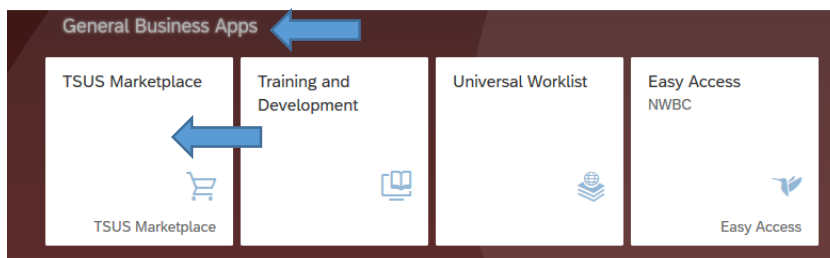 General Business Apps
TSUS Marketplace
TSUS Marketplace
Training and
Development
Universal Worklist
Easy Access
NWBC
Easy Access